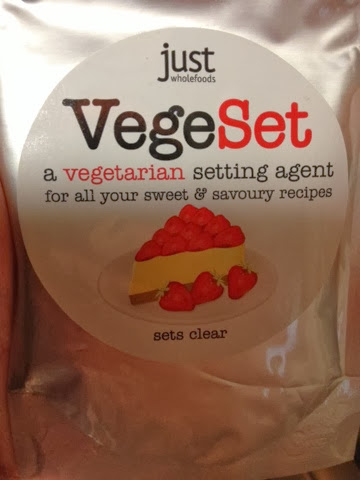 just
wholefoods
VegeSet
a vegetarian setting agent
for all your sweet & savoury recipes
sets clear